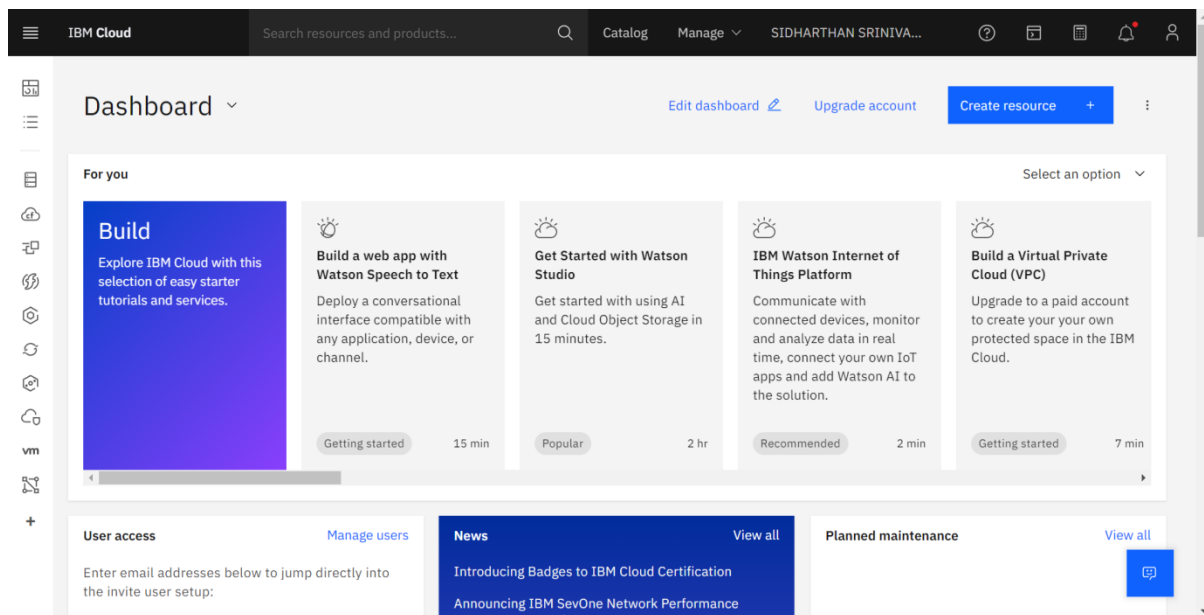 IBM Cloud
Search resources and products...
Catalog
Manage
SIDHARTHAN SRINIVA...
Dashboard
Edit dashboard
Upgrade account
Create resource +
For you
Select an option
Build
Explore IBM Cloud with this
selection of easy starter
tutorials and services.
Build a web app with
Watson Speech to Text
Deploy a conversational
interface compatible with
any application, device, or
channel.
Getting started
15 min
Get Started with Watson
Studio
Get started with using AI
and Cloud Object Storage in
15 minutes.
Popular
2 hr
IBM Watson Internet of
Things Platform
Communicate with
connected devices, monitor
and analyze data in real
time, connect your own IoT
apps and add Watson AI to
the solution.
Recommended
2 min
Build a Virtual Private
Cloud (VPC)
Upgrade to a paid account
to create your your own
protected space in the IBM
Cloud.
Getting started
7 min
vm
User access
Manage users
Enter email addresses below to jump directly into
the invite user setup:
News
View all
Introducing Badges to IBM Cloud Certification
Announcing IBM SevOne Network Performance
Planned maintenance
View all